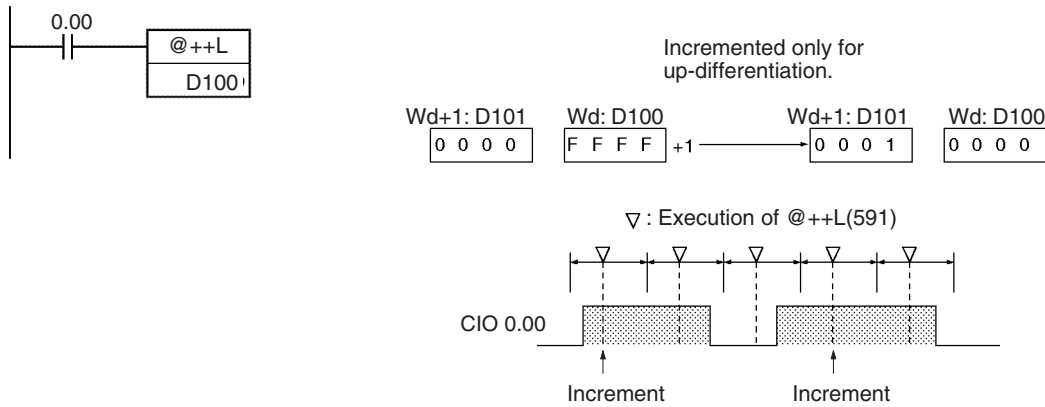 0.00
@++L
D100
Incremented only for
up-differentiation.
Wd+1: D101 Wd: D100 Wd+1: D101 Wd: D100
0 0 0 0 F F F F +1 0 0 0 1 0 0 0 0
▽ : Execution of @++L(591)
CIO 0.00
Increment Increment